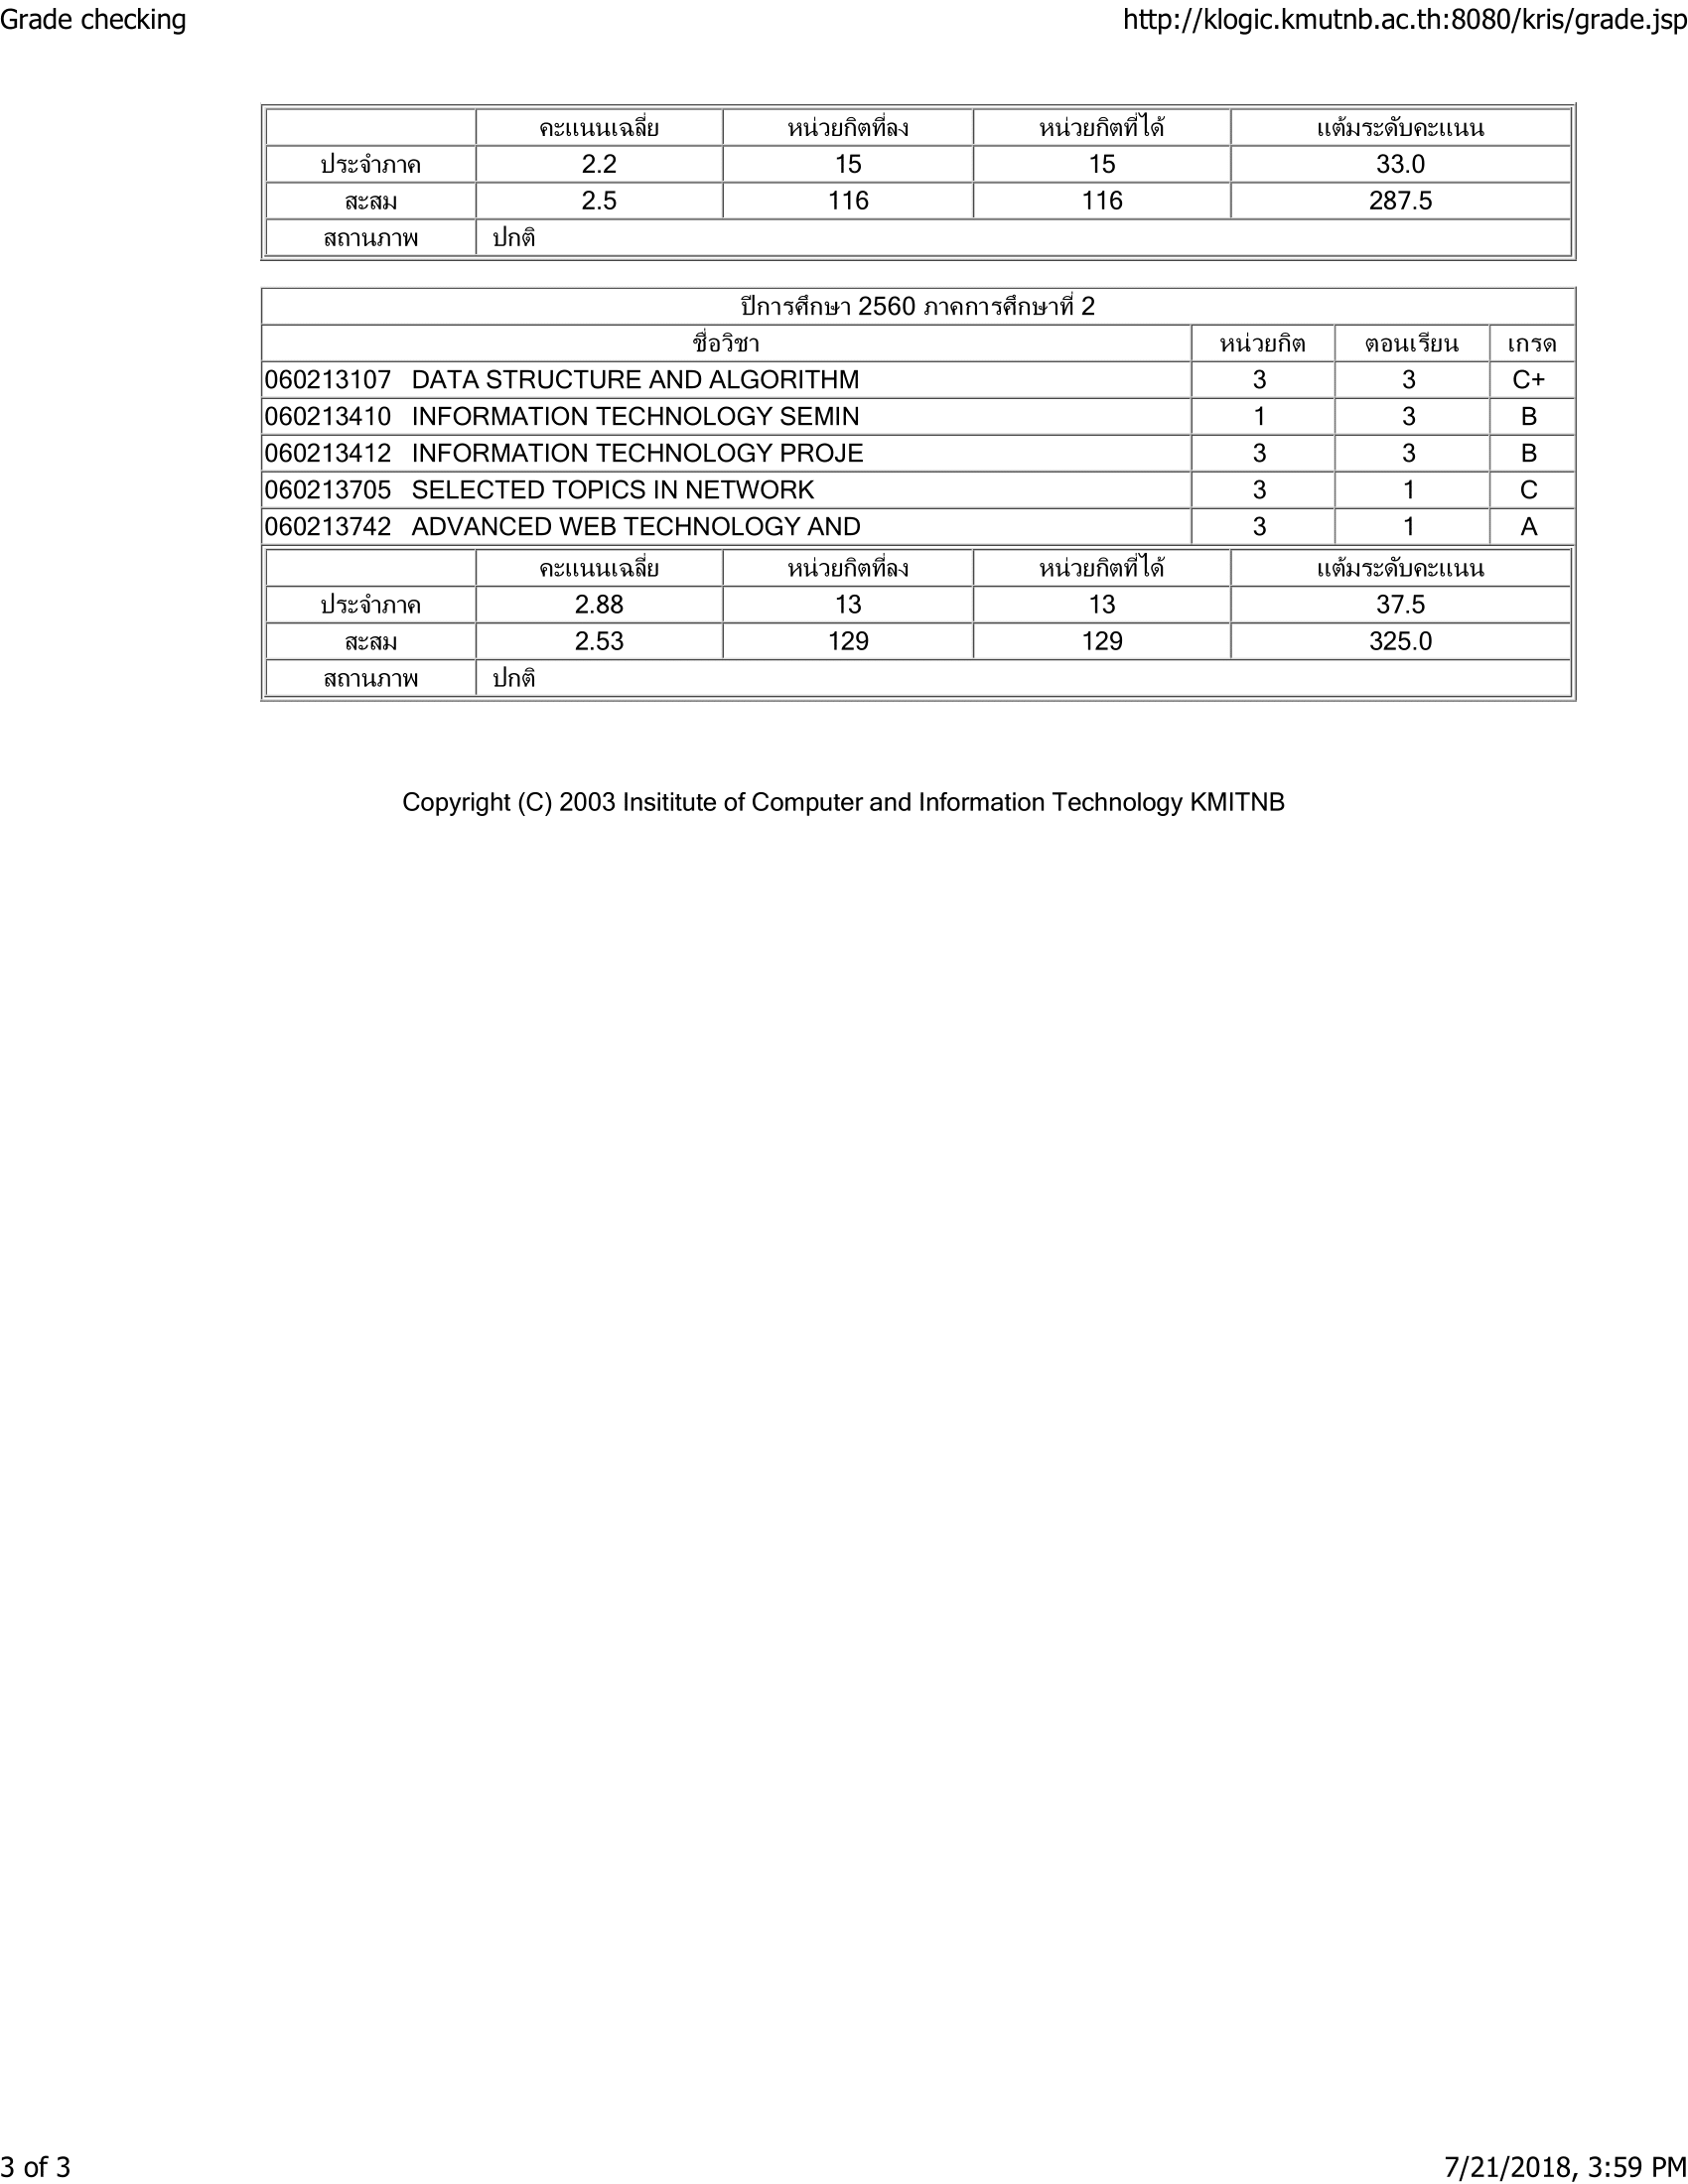 Grade checking http://klogic.kmutnb.ac.th:8080/kris/grade.jsp
คะแนนเฉลี่ย หน่วยกิตที่ลง หน่วยกิตที่ได้ แต้มระดับคะแนน
ประจำภาค 2.2 15 15 33.0
สะสม 2.5 116 116 287.5
สถานภาพ ปกติ
ปีการศึกษา 2560 ภาคการศึกษาที่ 2
ชื่อวิชา หน่วยกิต ตอนเรียน เกรด
060213107 DATA STRUCTURE AND ALGORITHM 3 3 C+
060213410 INFORMATION TECHNOLOGY SEMIN 1 3 B
060213412 INFORMATION TECHNOLOGY PROJE 3 3 B
060213705 SELECTED TOPICS IN NETWORK 3 1 C
060213742 ADVANCED WEB TECHNOLOGY AND 3 1 A
คะแนนเฉลี่ย หน่วยกิตที่ลง หน่วยกิตที่ได้ แต้มระดับคะแนน
ประจำภาค 2.88 13 13 37.5
สะสม 2.53 129 129 325.0
สถานภาพ ปกติ
Copyright (C) 2003 Insititute of Computer and Information Technology KMITNB
3 of 3 7/21/2018, 3:59 PM